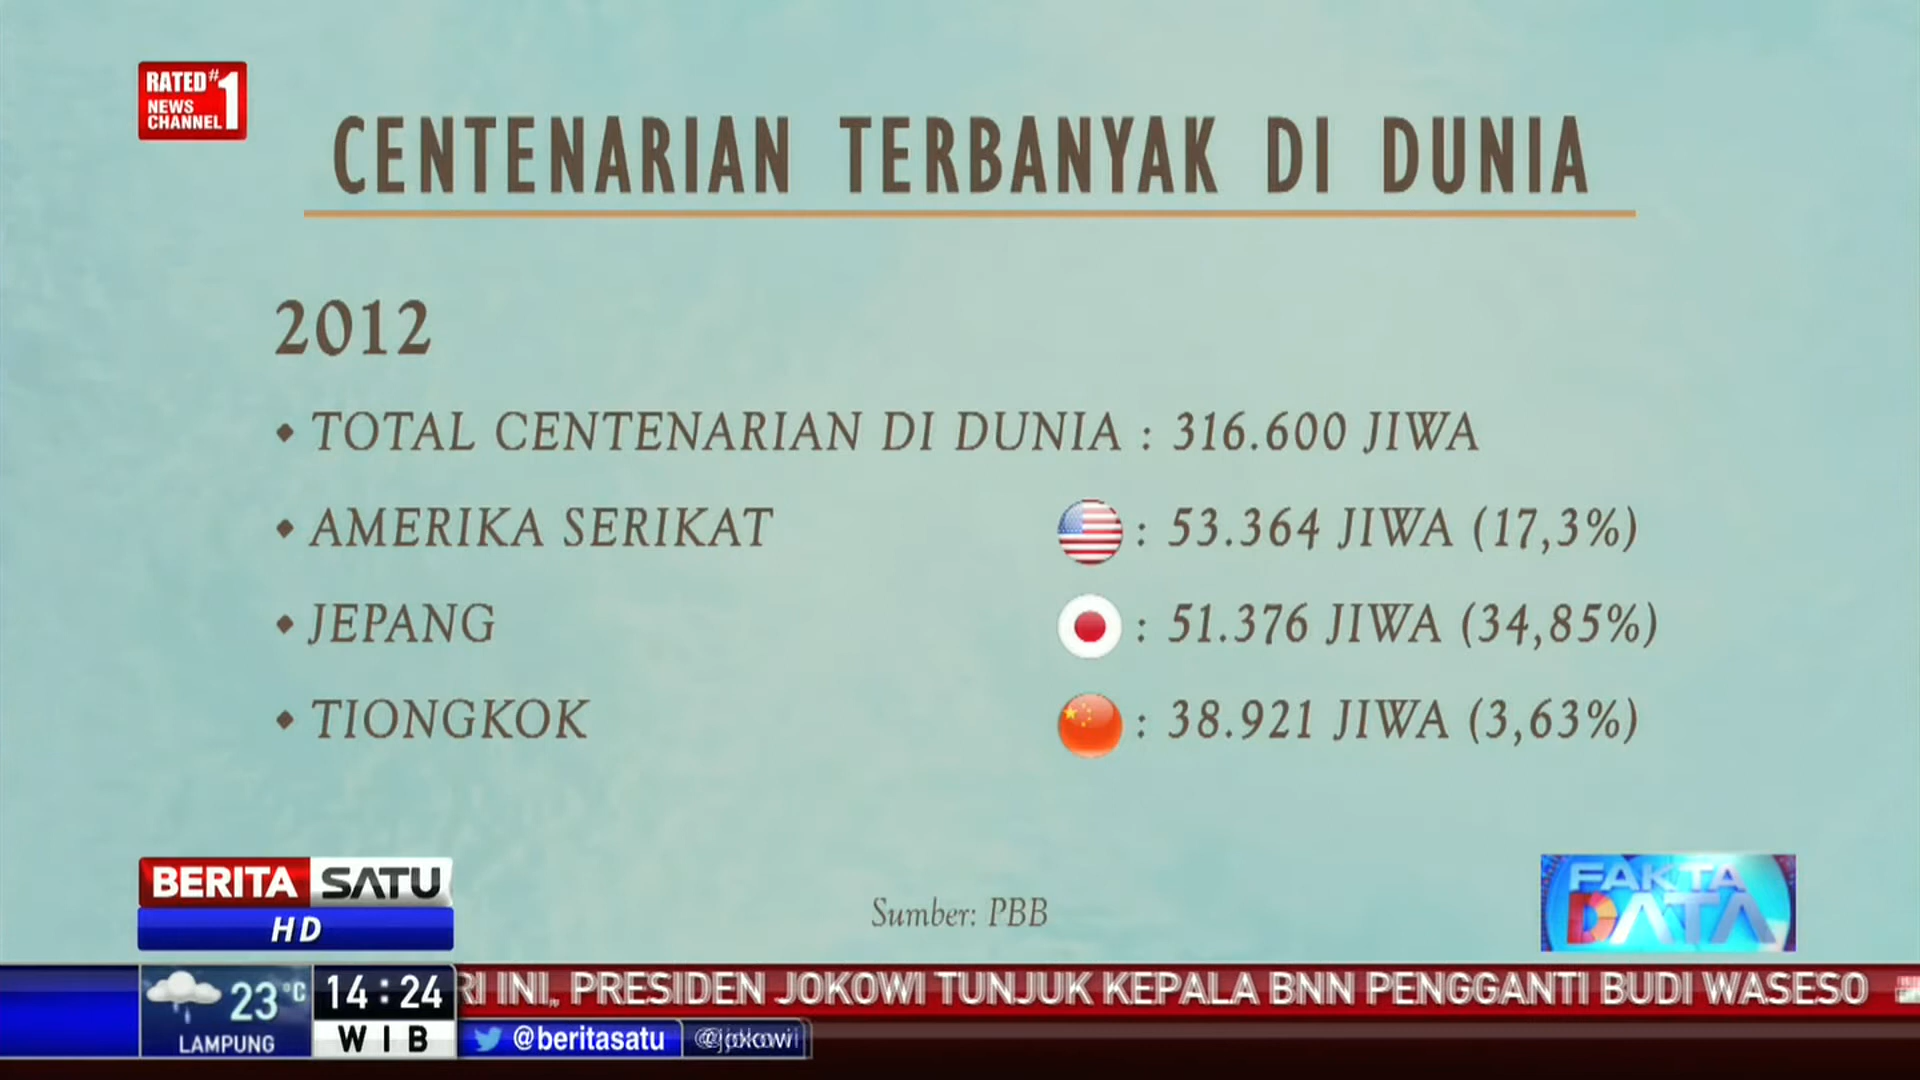 RATED #1
NEWS
CHANNEL
CENTENARIAN TERBANYAK DI DUNIA
2012
• TOTAL CENTENARIAN DI DUNIA : 316.600 JIWA
• AMERIKA SERIKAT : 53.364 JIWA (17,3%)
• JEPANG : 51.376 JIWA (34,85%)
• TIONGKOK : 38.921 JIWA (3,63%)
BERITA SATU
HD
Sumber: PBB
FAKTA
DATA
23°C
LAMPUNG
14:24
WIB
RI INI, PRESIDEN JOKOWI TUNJUK KEPALA BNN PENGGANTI BUDI WASESO
@beritasatu